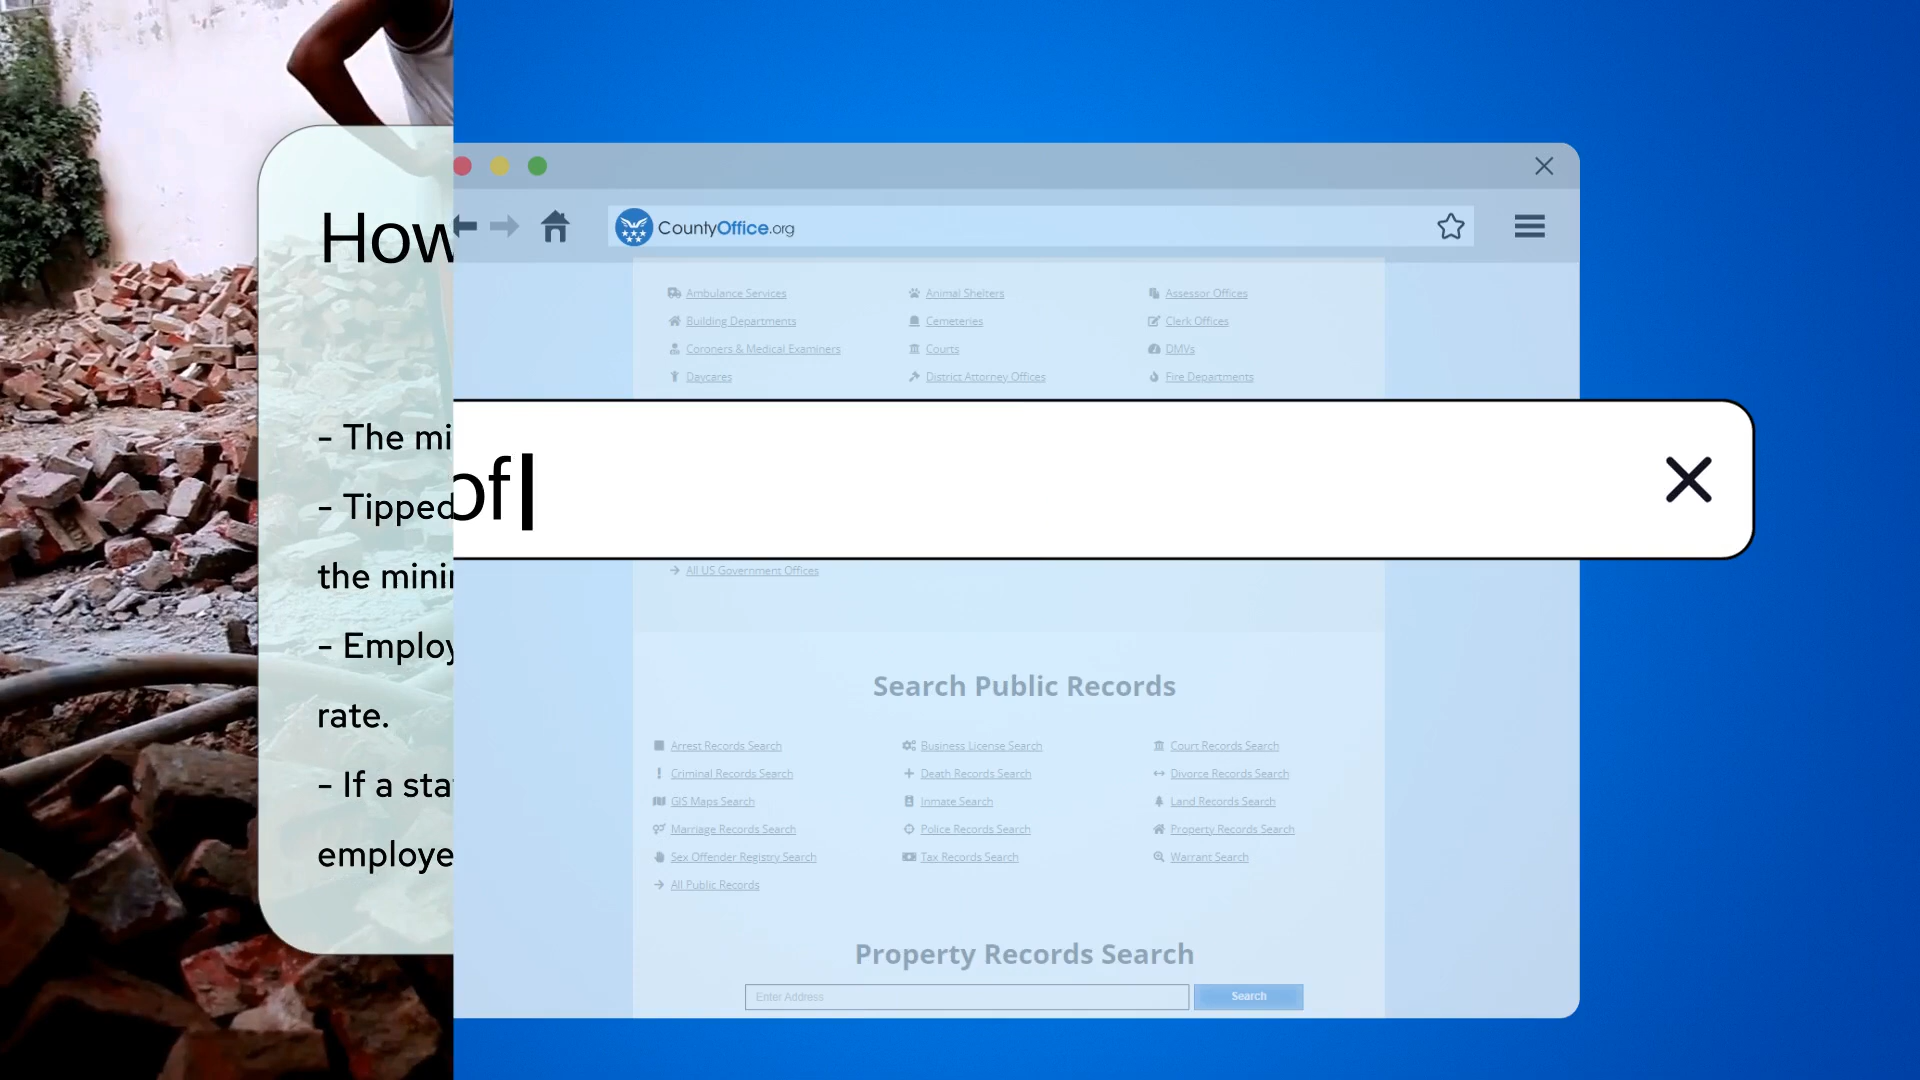 How
- The mi
- Tipped
the mini
- Employ
rate.
- If a sta
employe
CountyOffice.org
Ambulance Services Animal Shelters Assessor Offices
Building Departments Cemeteries Clerk Offices
Coroners & Medical Examiners Courts DMVs
Daycares District Attorney Offices Fire Departments
of
All US Government Offices
Search Public Records
Arrest Records Search Business License Search Court Records Search
Criminal Records Search Death Records Search Divorce Records Search
GIS Maps Search Inmate Search Land Records Search
Marriage Records Search Police Records Search Property Records Search
Sex Offender Registry Search Tax Records Search Warrant Search
All Public Records
Property Records Search
Enter Address Search